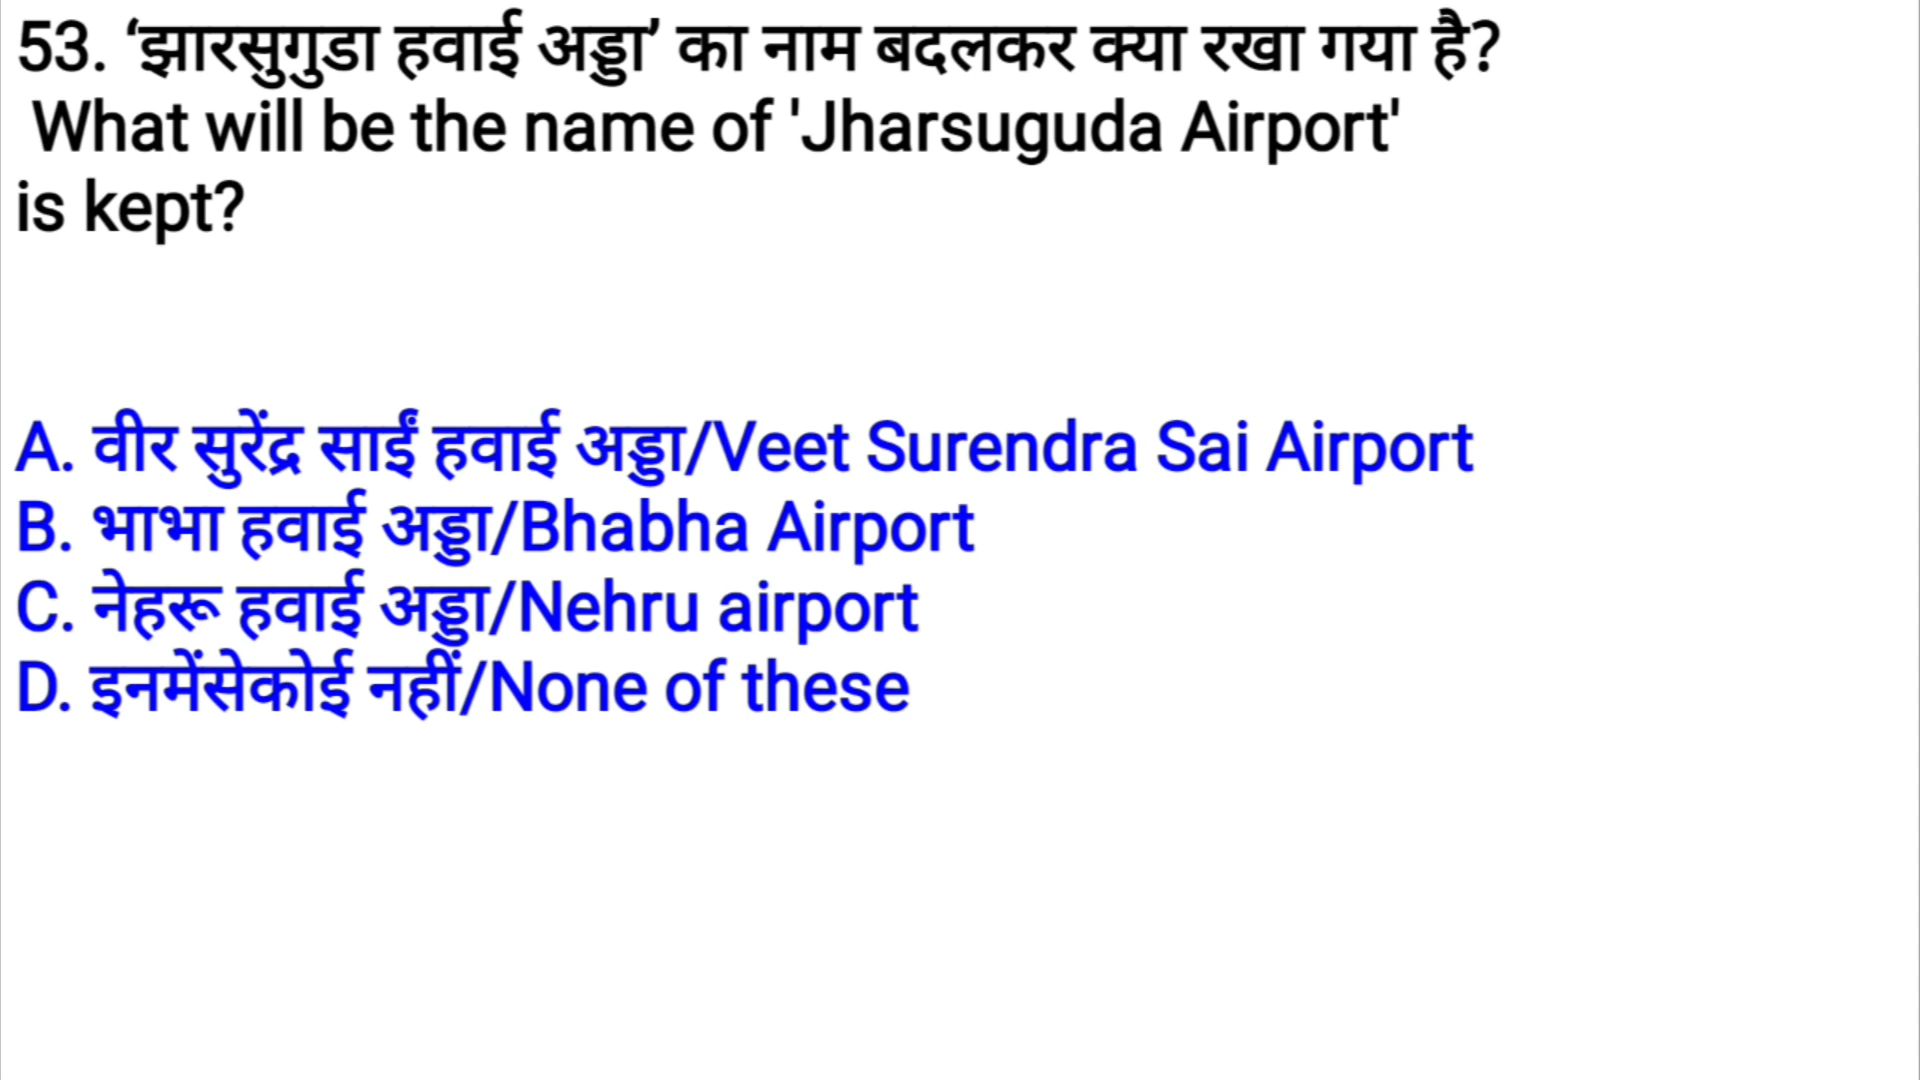 53. ‘झारसुगुडा हवाई अड्डा’ का नाम बदलकर क्या रखा गया है?
What will be the name of 'Jharsuguda Airport'
is kept?
A. वीर सुरेंद्र साईं हवाई अड्डा/Veet Surendra Sai Airport
B. भाभा हवाई अड्डा/Bhabha Airport
C. नेहरू हवाई अड्डा/Nehru airport
D. इनमेंसेकोई नहीं/None of these